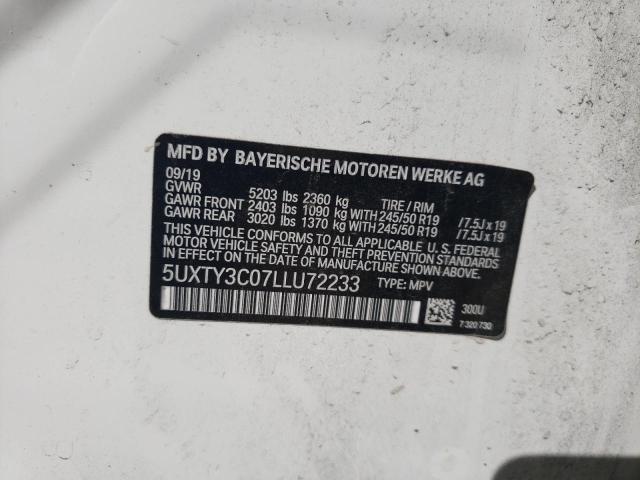 MFD BY BAYERISCHE MOTOREN WERKE AG
09/19
GVWR 5203 lbs 2360 kg TIRE / RIM
GAWR FRONT 2403 lbs 1090 kg WITH 245/50 R19 /7.5J x 19
GAWR REAR 3020 lbs 1370 kg WITH 245/50 R19 /7.5J x 19
THIS VEHICLE CONFORMS TO ALL APPLICABLE U.S. FEDERAL
MOTOR VEHICLE SAFETY AND THEFT PREVENTION STANDARDS
IN EFFECT ON THE DATE OF MANUFACTURE SHOWN ABOVE.
5UXTY3C07LLU72233 TYPE: MPV
300U
7 320 730